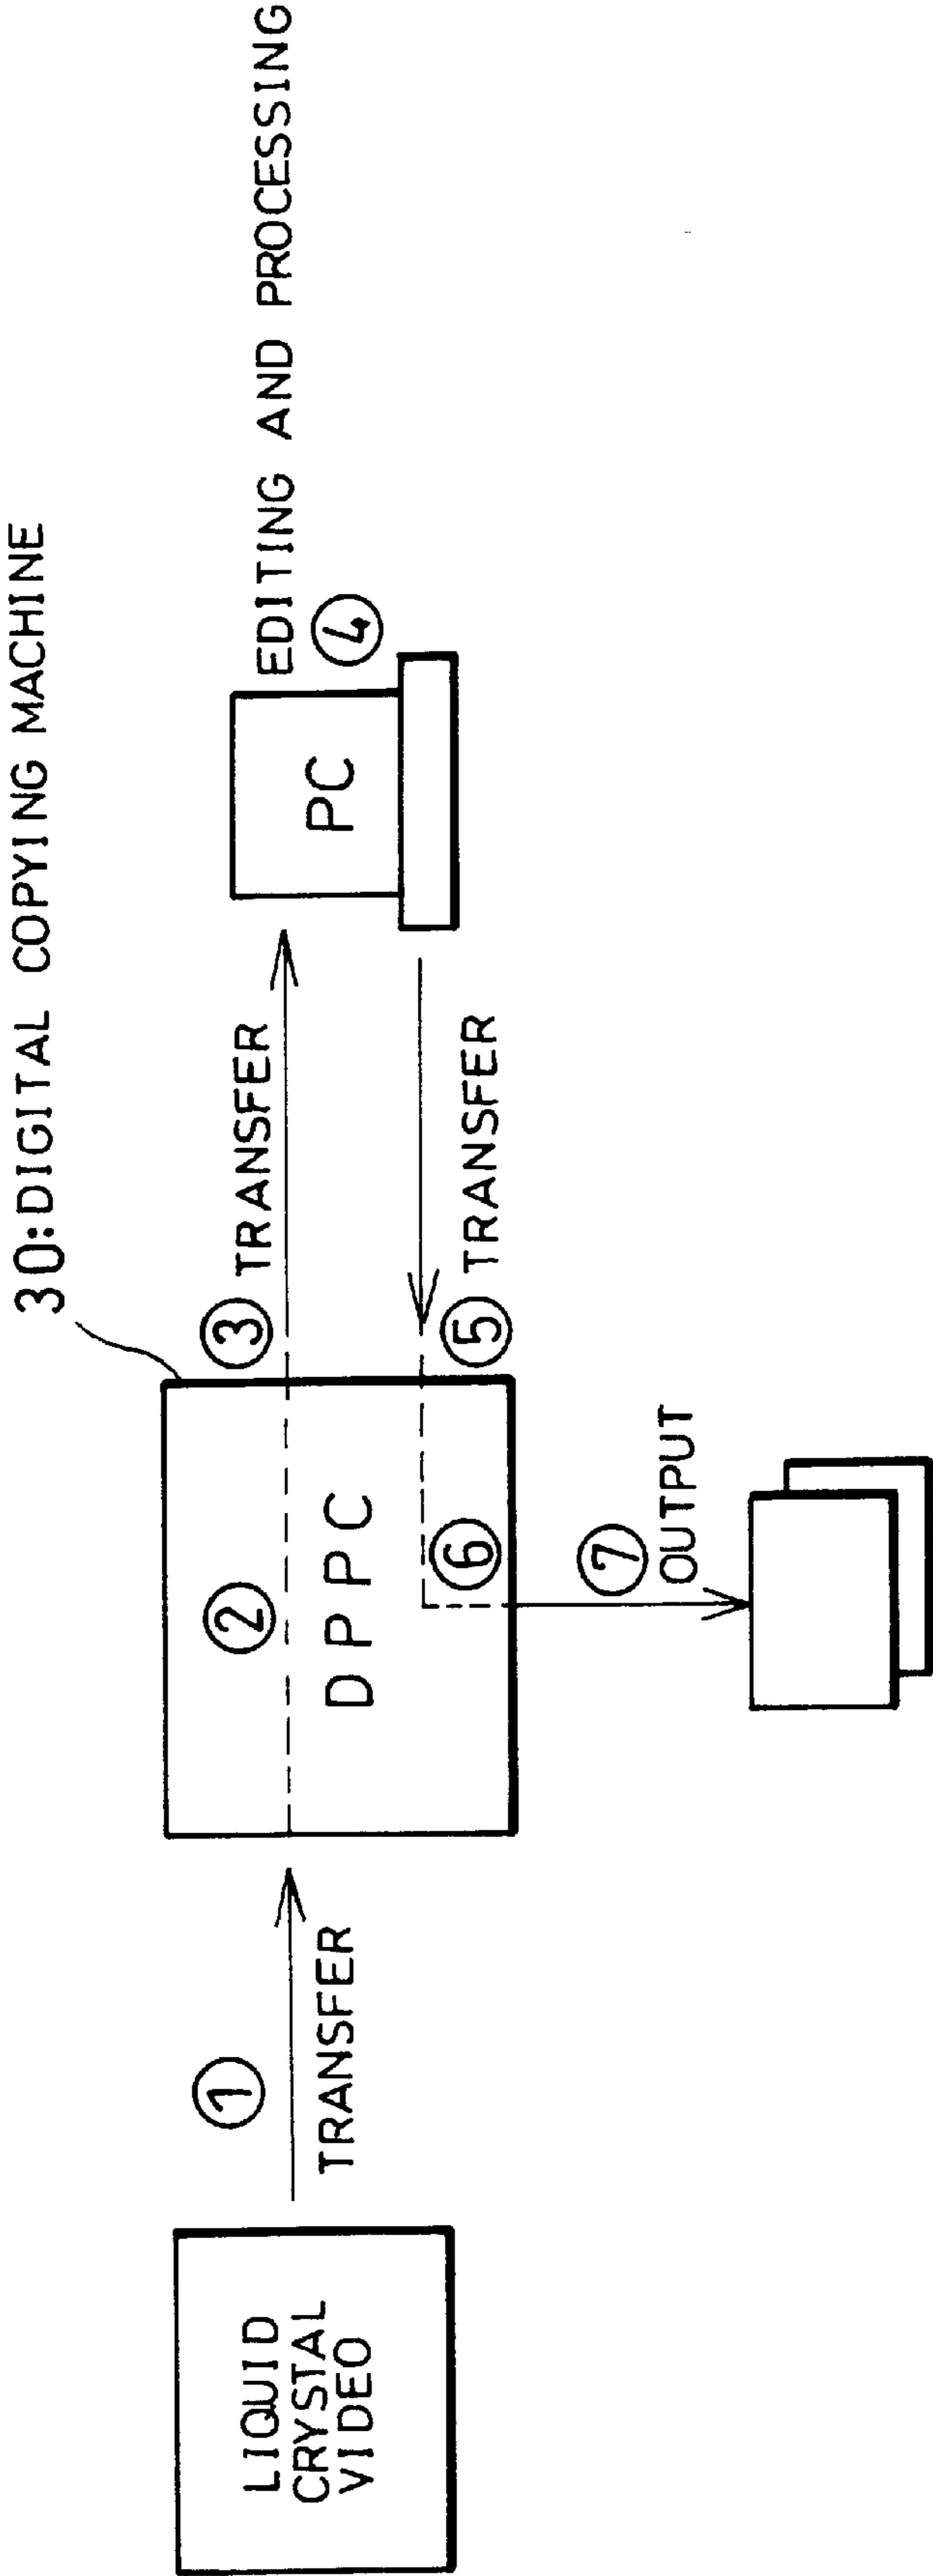 30:DIGITAL COPYING MACHINE
LIQUID
CRYSTAL
VIDEO
①
TRANSFER
②
DPPC
③
TRANSFER
PC
EDITING AND PROCESSING
④
⑤ TRANSFER
⑥
⑦
OUTPUT